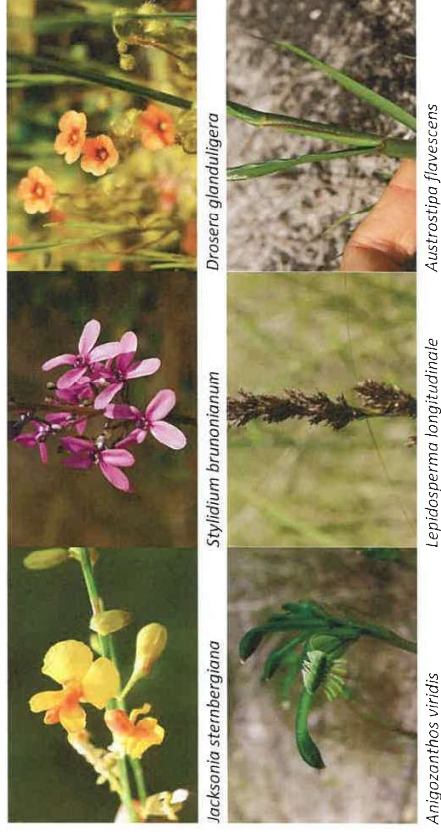 Jacksonia sternbergiana
Stylidium brunonianum
Drosera glanduligera
Anigozanthos viridis
Lepidosperma longitudinale
Austrostipa flavescens